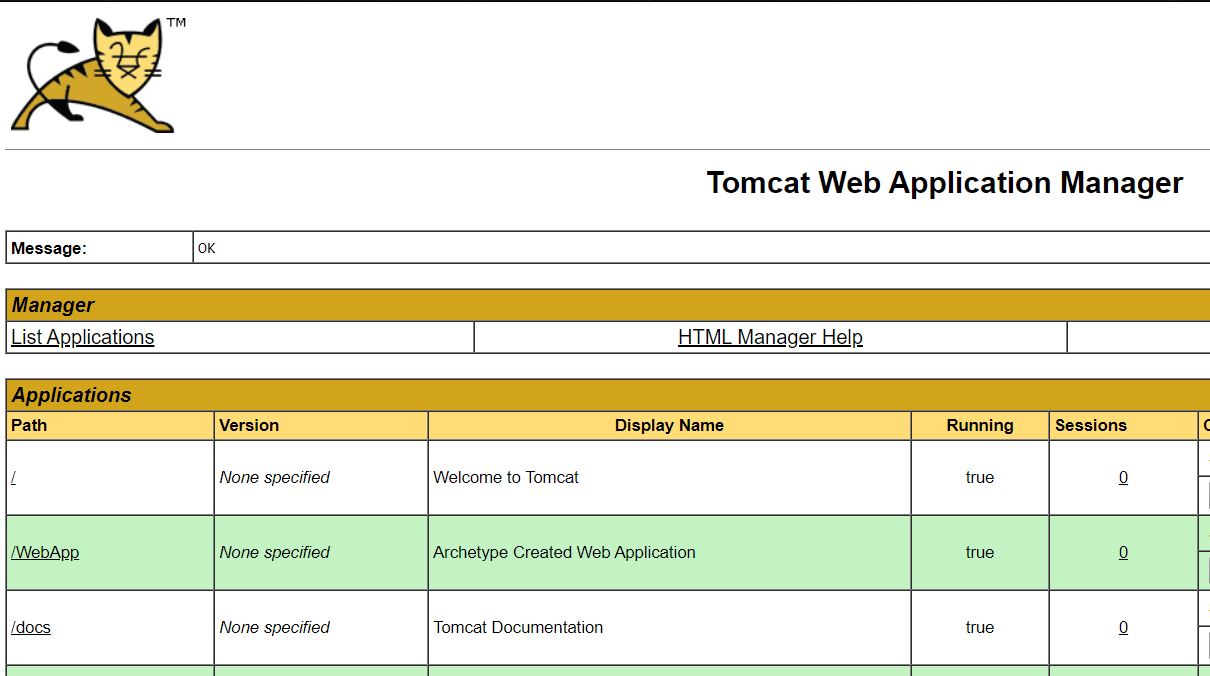 TM
Tomcat Web Application Manager
Message: OK
Manager
List Applications HTML Manager Help
Applications
Path Version Display Name Running Sessions
/ None specified Welcome to Tomcat true 0
/WebApp None specified Archetype Created Web Application true 0
/docs None specified Tomcat Documentation true 0